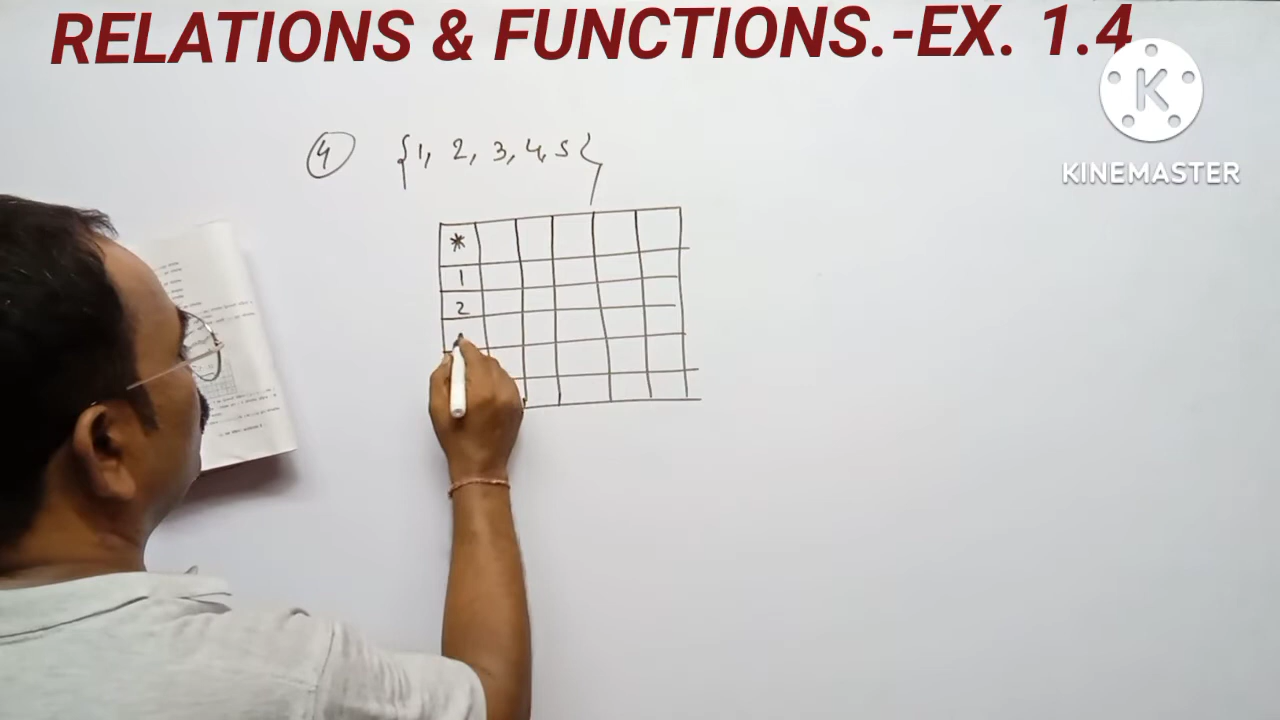 RELATIONS & FUNCTIONS.-EX. 1.4
K
KINEMASTER
4 {1, 2, 3, 4, 5}
*
1
2